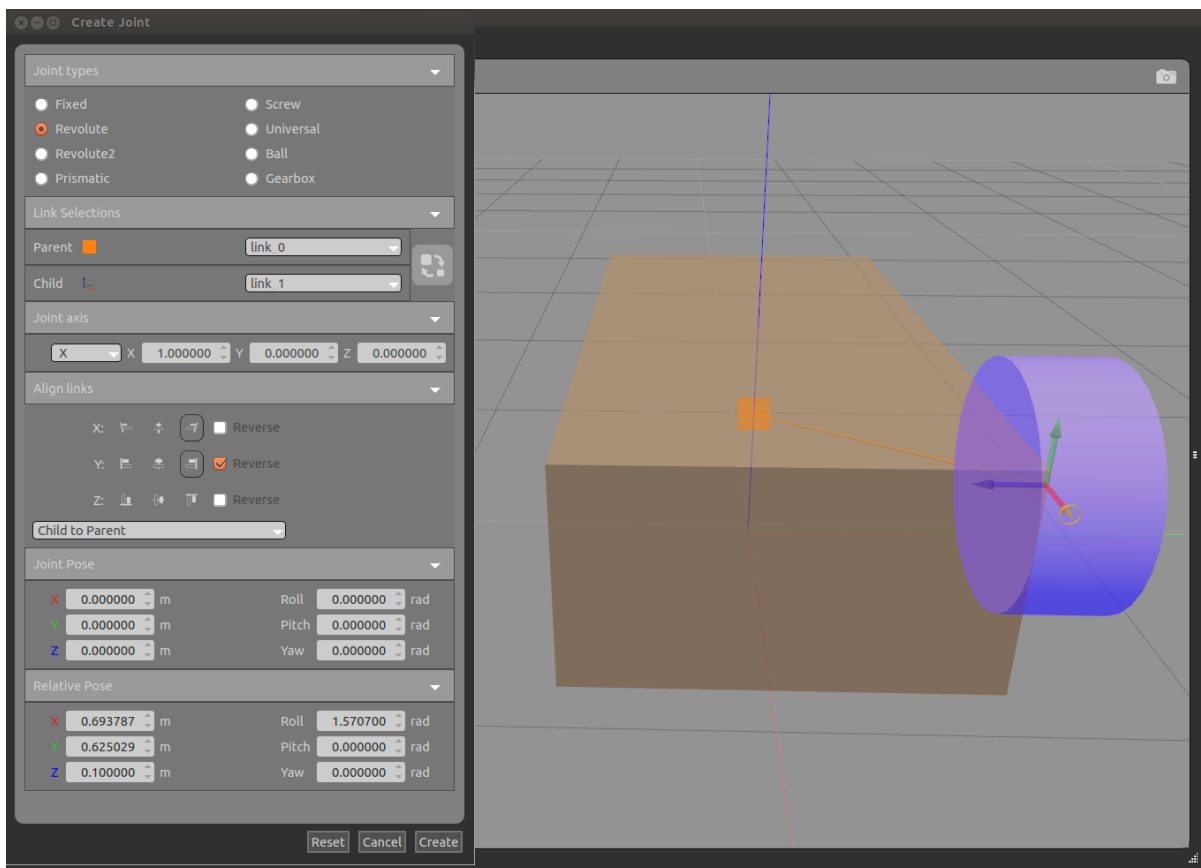 Create Joint
Joint types
Fixed Screw
Revolute Universal
Revolute2 Ball
Prismatic Gearbox
Link Selections
Parent link_0
Child link_1
Joint axis
X X 1.000000 Y 0.000000 Z 0.000000
Align links
X: Reverse
Y: Reverse
Z: Reverse
Child to Parent
Joint Pose
X 0.000000 m Roll 0.000000 rad
Y 0.000000 m Pitch 0.000000 rad
Z 0.000000 m Yaw 0.000000 rad
Relative Pose
X 0.693787 m Roll 1.570700 rad
Y 0.625029 m Pitch 0.000000 rad
Z 0.100000 m Yaw 0.000000 rad
Reset Cancel Create